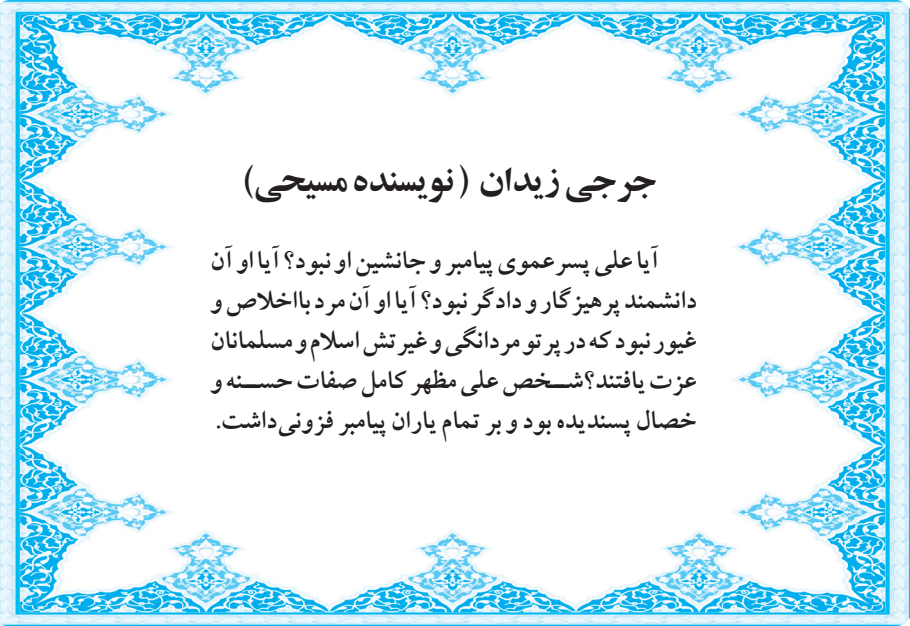 جرجی زیدان (نویسنده مسیحی)
آیا علی پسرعموی پیامبر و جانشین او نبود؟ آیا او آن
دانشمند پرهیزگار و دادگر نبود؟ آیا او آن مرد بااخلاص و
غیور نبود که در پرتو مردانگی و غیرتش اسلام و مسلمانان
عزت یافتند؟ شــخص علی مظهر کامل صفات حســنه و
خصال پسندیده بود و بر تمام یاران پیامبر فزونی داشت.